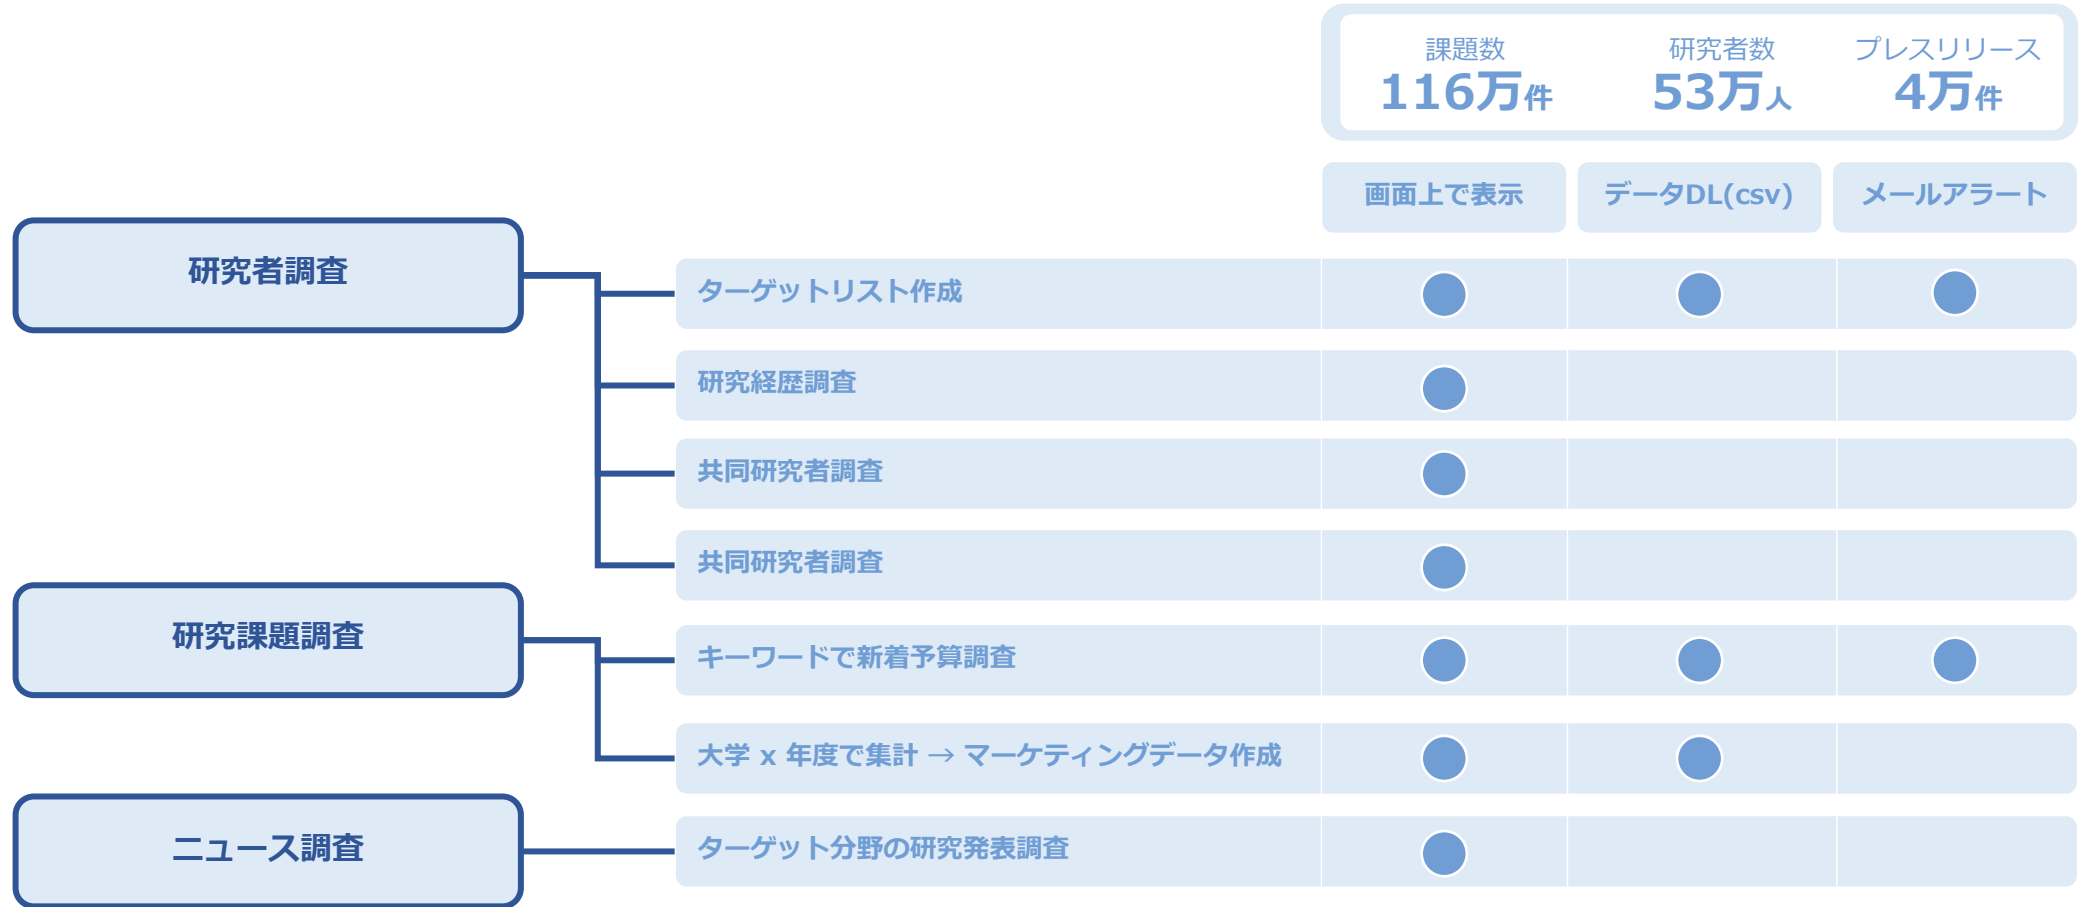 課題数
116万件
研究者数
53万人
プレスリリース
4万件
画面上で表示
データDL(csv)
メールアラート
研究者調査
ターゲットリスト作成
研究経歴調査
共同研究者調査
共同研究者調査
研究課題調査
キーワードで新着予算調査
大学 x 年度で集計 → マーケティングデータ作成
ニュース調査
ターゲット分野の研究発表調査